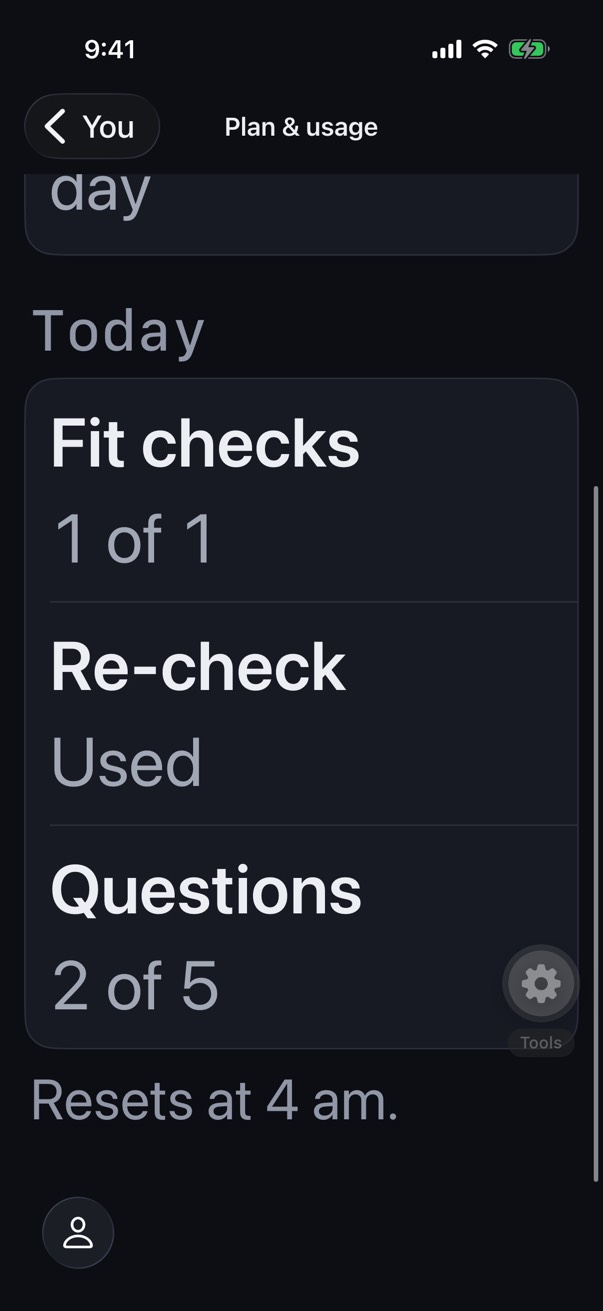 9:41
You
Plan & usage
day
Today
Fit checks
1 of 1
Re-check
Used
Questions
2 of 5
Tools
Resets at 4 am.